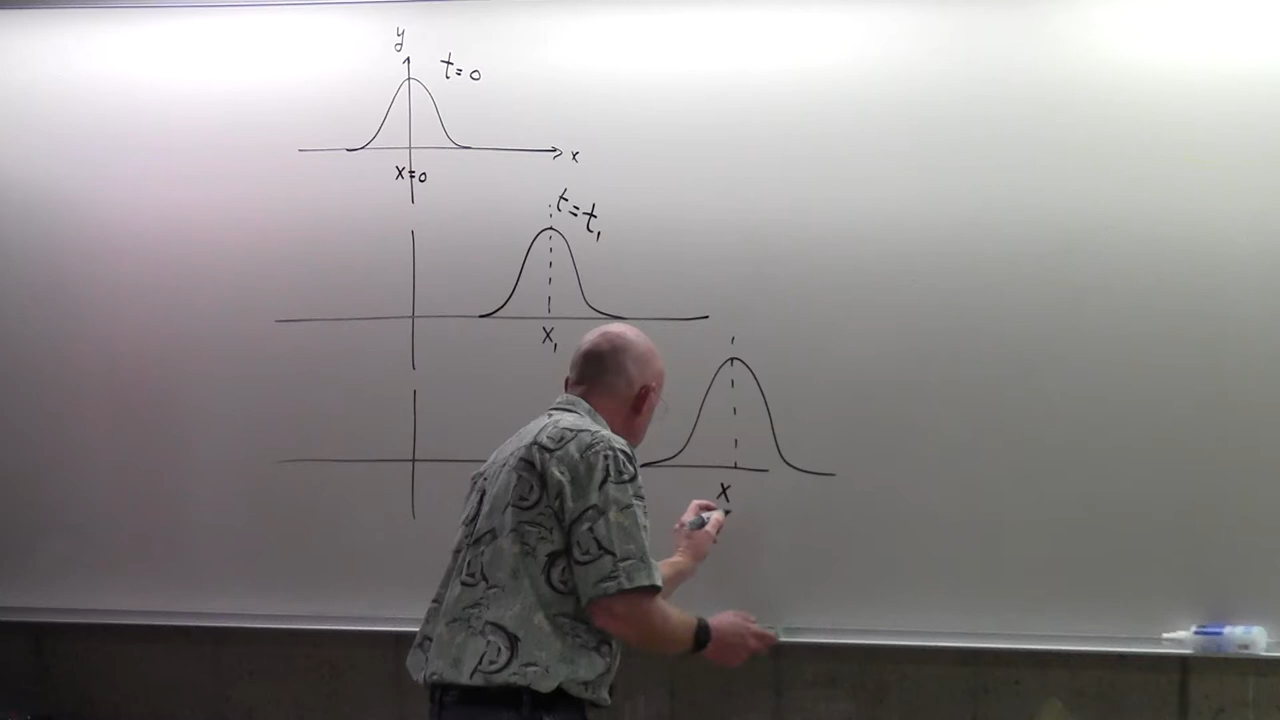 y
t=0
x
x=0
t=t₁
x₁
x